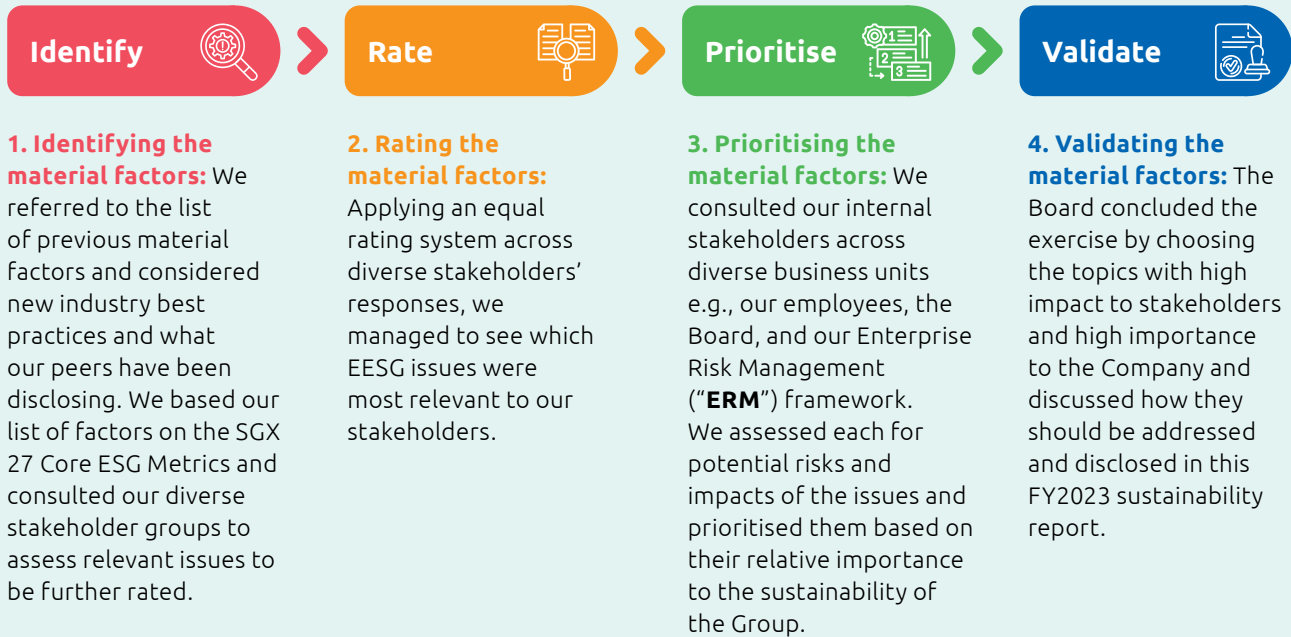 Identify
Rate
Prioritise
1
2
3
Validate
1. Identifying the
material factors: We
referred to the list
of previous material
factors and considered
new industry best
practices and what
our peers have been
disclosing. We based our
list of factors on the SGX
27 Core ESG Metrics and
consulted our diverse
stakeholder groups to
assess relevant issues to
be further rated.
2. Rating the
material factors:
Applying an equal
rating system across
diverse stakeholders’
responses, we
managed to see which
EESG issues were
most relevant to our
stakeholders.
3. Prioritising the
material factors: We
consulted our internal
stakeholders across
diverse business units
e.g., our employees, the
Board, and our Enterprise
Risk Management
(“ERM”) framework.
We assessed each for
potential risks and
impacts of the issues and
prioritised them based on
their relative importance
to the sustainability of
the Group.
4. Validating the
material factors: The
Board concluded the
exercise by choosing
the topics with high
impact to stakeholders
and high importance
to the Company and
discussed how they
should be addressed
and disclosed in this
FY2023 sustainability
report.